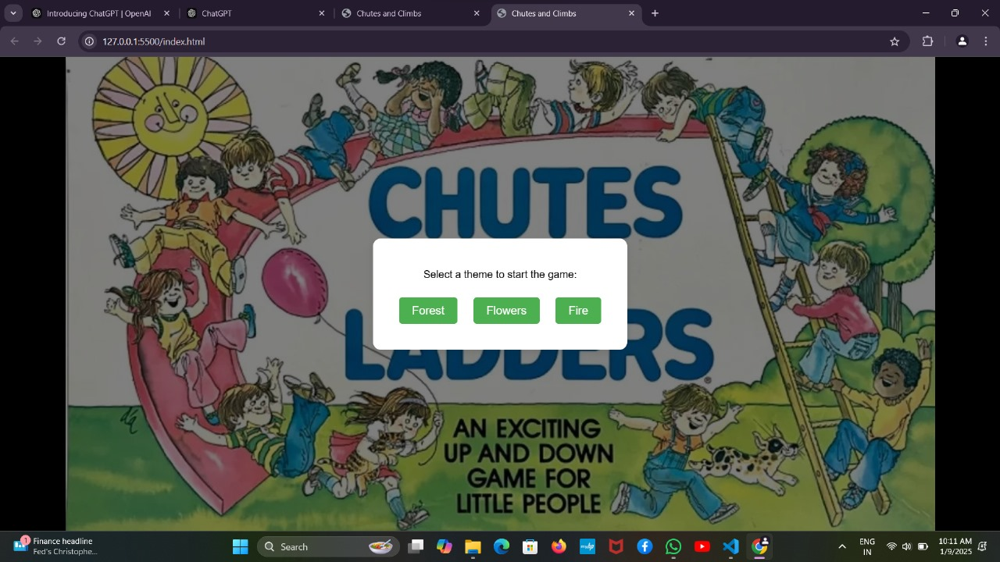 Introducing ChatGPT | OpenAI
ChatGPT
Chutes and Climbs
Chutes and Climbs
127.0.0.1:5500/index.html
CHUTES
Select a theme to start the game:
Forest Flowers Fire
LADDERS®
AN EXCITING
UP AND DOWN
GAME FOR
LITTLE PEOPLE
1
Finance headline
Fed's Christophe...
Search
ENG
IN
10:11 AM
1/9/2025